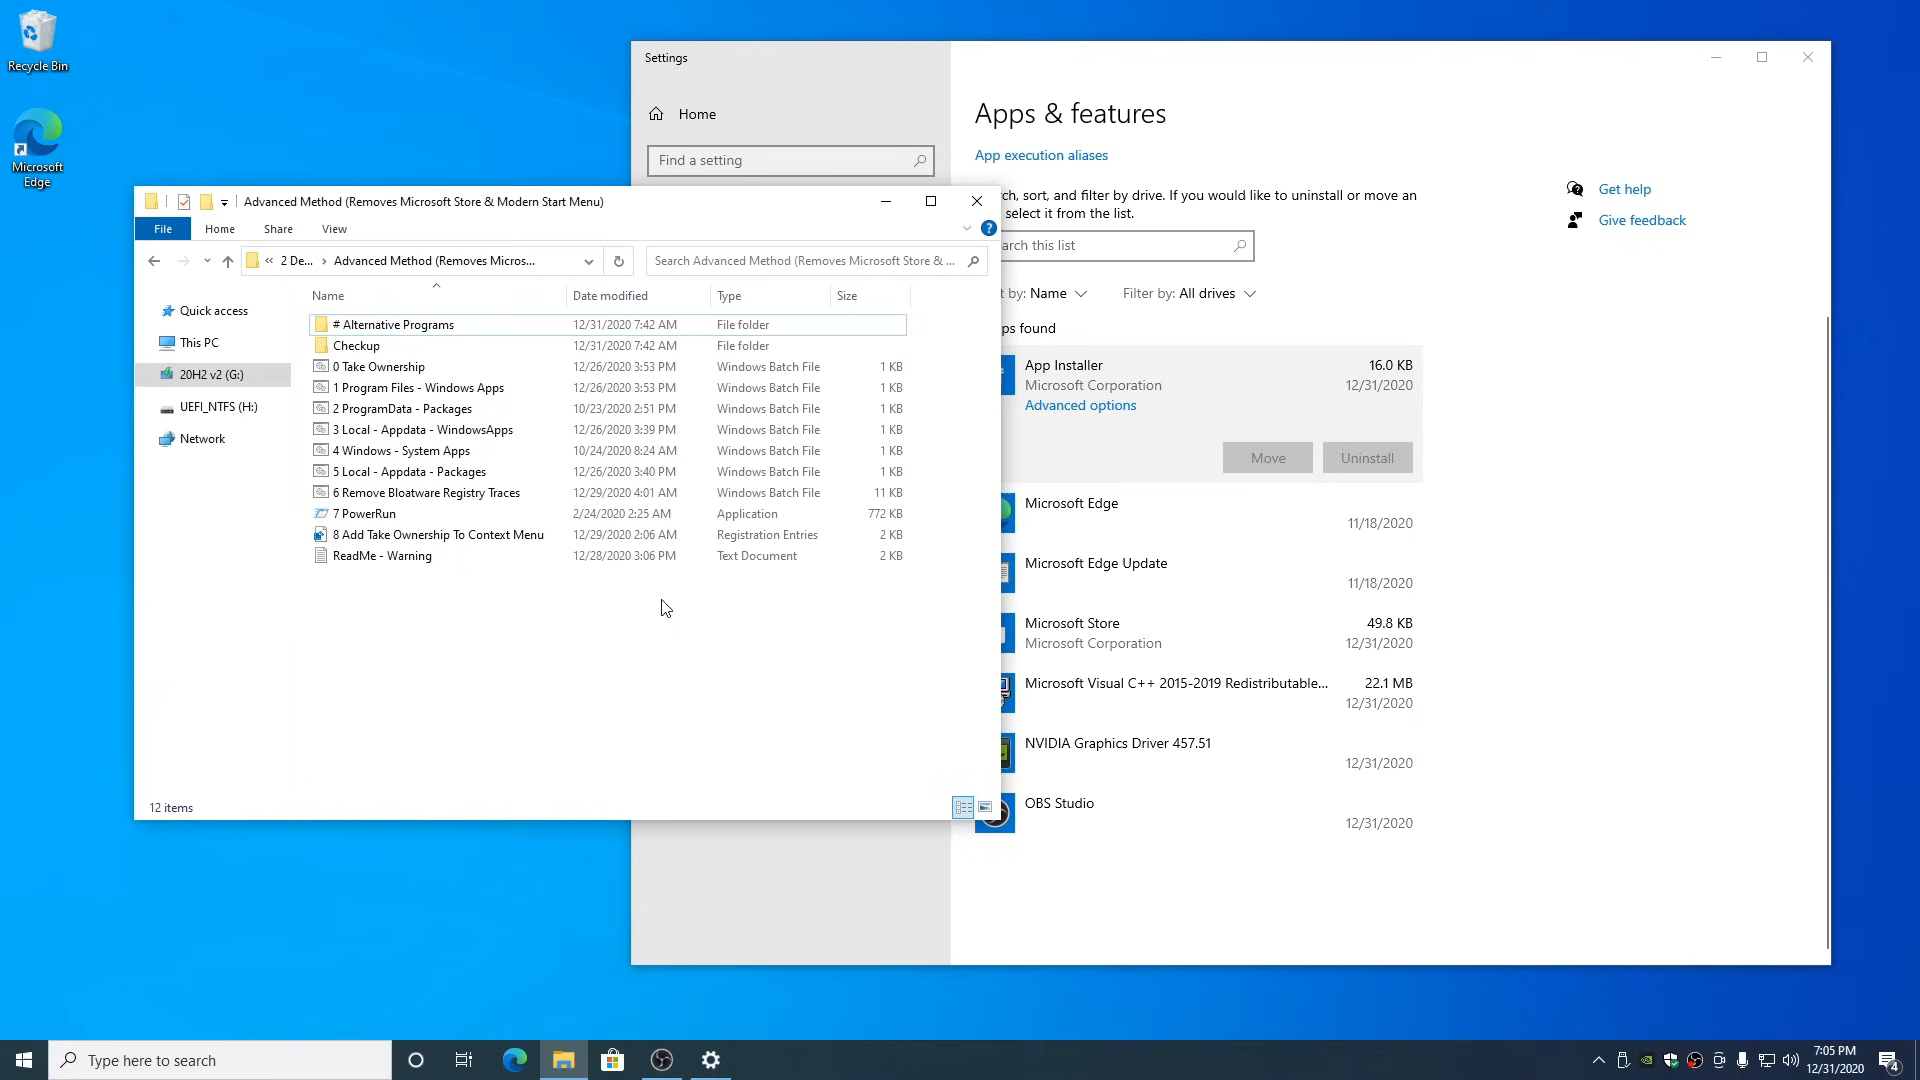 Recycle Bin
Microsoft
Edge
Settings
Home
Find a setting
Apps & features
App execution aliases
ch, sort, and filter by drive. If you would like to uninstall or move an
select it from the list.
arch this list
t by: Name
Filter by: All drives
ps found
App Installer
16.0 KB
Microsoft Corporation
12/31/2020
Advanced options
Move
Uninstall
Microsoft Edge
11/18/2020
Microsoft Edge Update
11/18/2020
Microsoft Store
49.8 KB
Microsoft Corporation
12/31/2020
Microsoft Visual C++ 2015-2019 Redistributable...
22.1 MB
12/31/2020
NVIDIA Graphics Driver 457.51
12/31/2020
OBS Studio
12/31/2020
Get help
Give feedback
Advanced Method (Removes Microsoft Store & Modern Start Menu)
File Home Share View
« 2 De... › Advanced Method (Removes Micros...
Search Advanced Method (Removes Microsoft Store & ...
Quick access
This PC
20H2 v2 (G:)
UEFI_NTFS (H:)
Network
Name Date modified Type Size
# Alternative Programs 12/31/2020 7:42 AM File folder
Checkup 12/31/2020 7:42 AM File folder
0 Take Ownership 12/26/2020 3:53 PM Windows Batch File 1 KB
1 Program Files - Windows Apps 12/26/2020 3:53 PM Windows Batch File 1 KB
2 ProgramData - Packages 10/23/2020 2:51 PM Windows Batch File 1 KB
3 Local - Appdata - WindowsApps 12/26/2020 3:39 PM Windows Batch File 1 KB
4 Windows - System Apps 10/24/2020 8:24 AM Windows Batch File 1 KB
5 Local - Appdata - Packages 12/26/2020 3:40 PM Windows Batch File 1 KB
6 Remove Bloatware Registry Traces 12/29/2020 4:01 AM Windows Batch File 11 KB
7 PowerRun 2/24/2020 2:25 AM Application 772 KB
8 Add Take Ownership To Context Menu 12/29/2020 2:06 AM Registration Entries 2 KB
ReadMe - Warning 12/28/2020 3:06 PM Text Document 2 KB
12 items
Type here to search
7:05 PM
12/31/2020
4